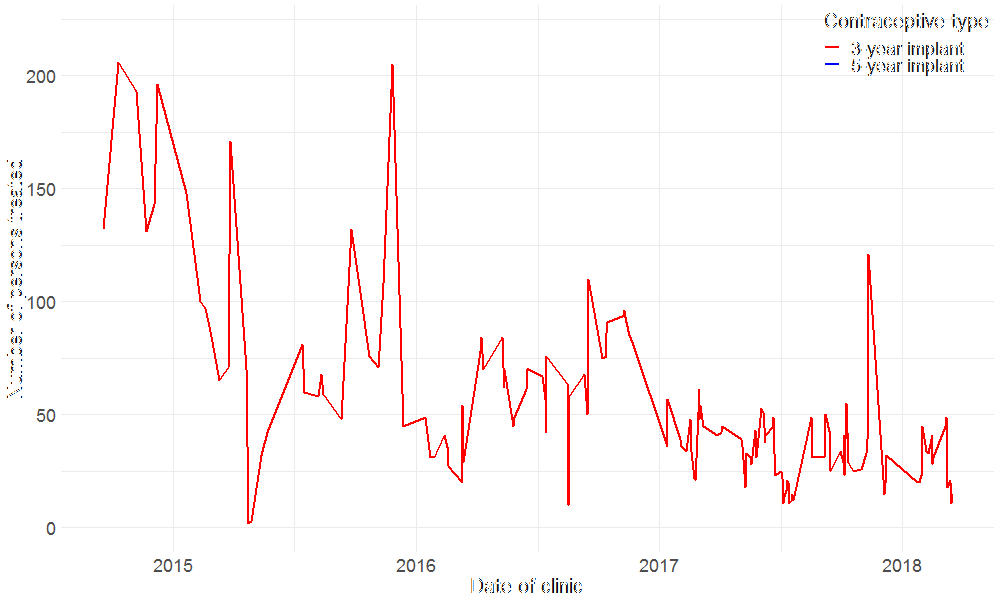 Contraceptive type
3-year implant
5-year implant
200
150
100
50
0
Number of persons treated
2015
2016
2017
2018
Date of clinic